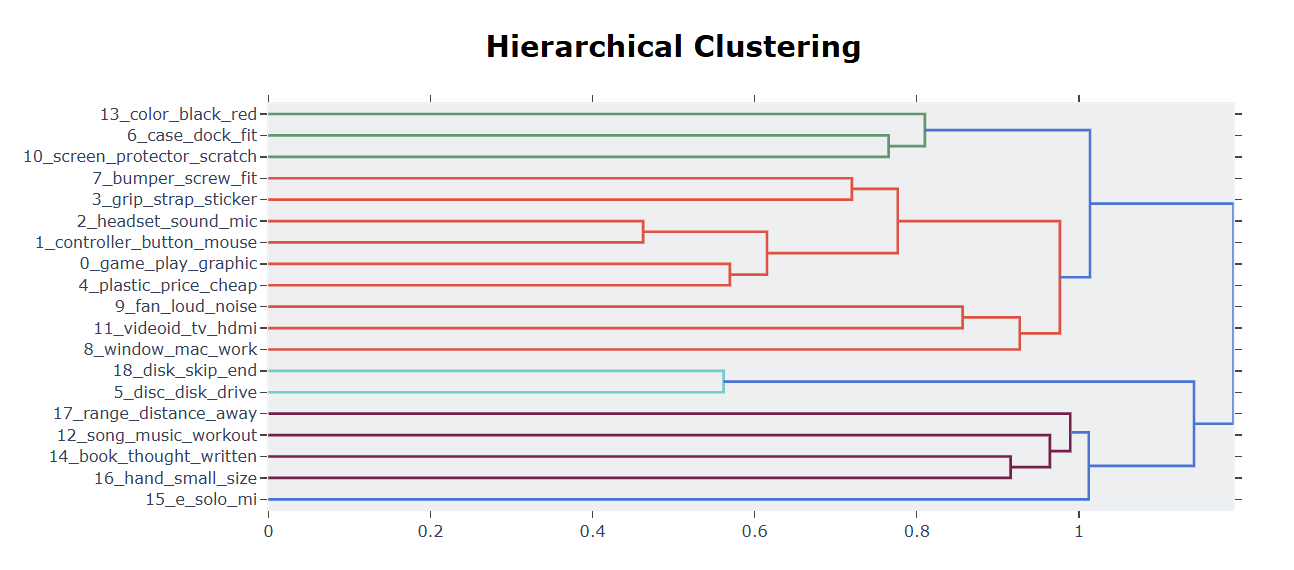 Hierarchical Clustering
13_color_black_red
6_case_dock_fit
10_screen_protector_scratch
7_bumper_screw_fit
3_grip_strap_sticker
2_headset_sound_mic
1_controller_button_mouse
0_game_play_graphic
4_plastic_price_cheap
9_fan_loud_noise
11_videoid_tv_hdmi
8_window_mac_work
18_disk_skip_end
5_disc_disk_drive
17_range_distance_away
12_song_music_workout
14_book_thought_written
16_hand_small_size
15_e_solo_mi
0 0.2 0.4 0.6 0.8 1